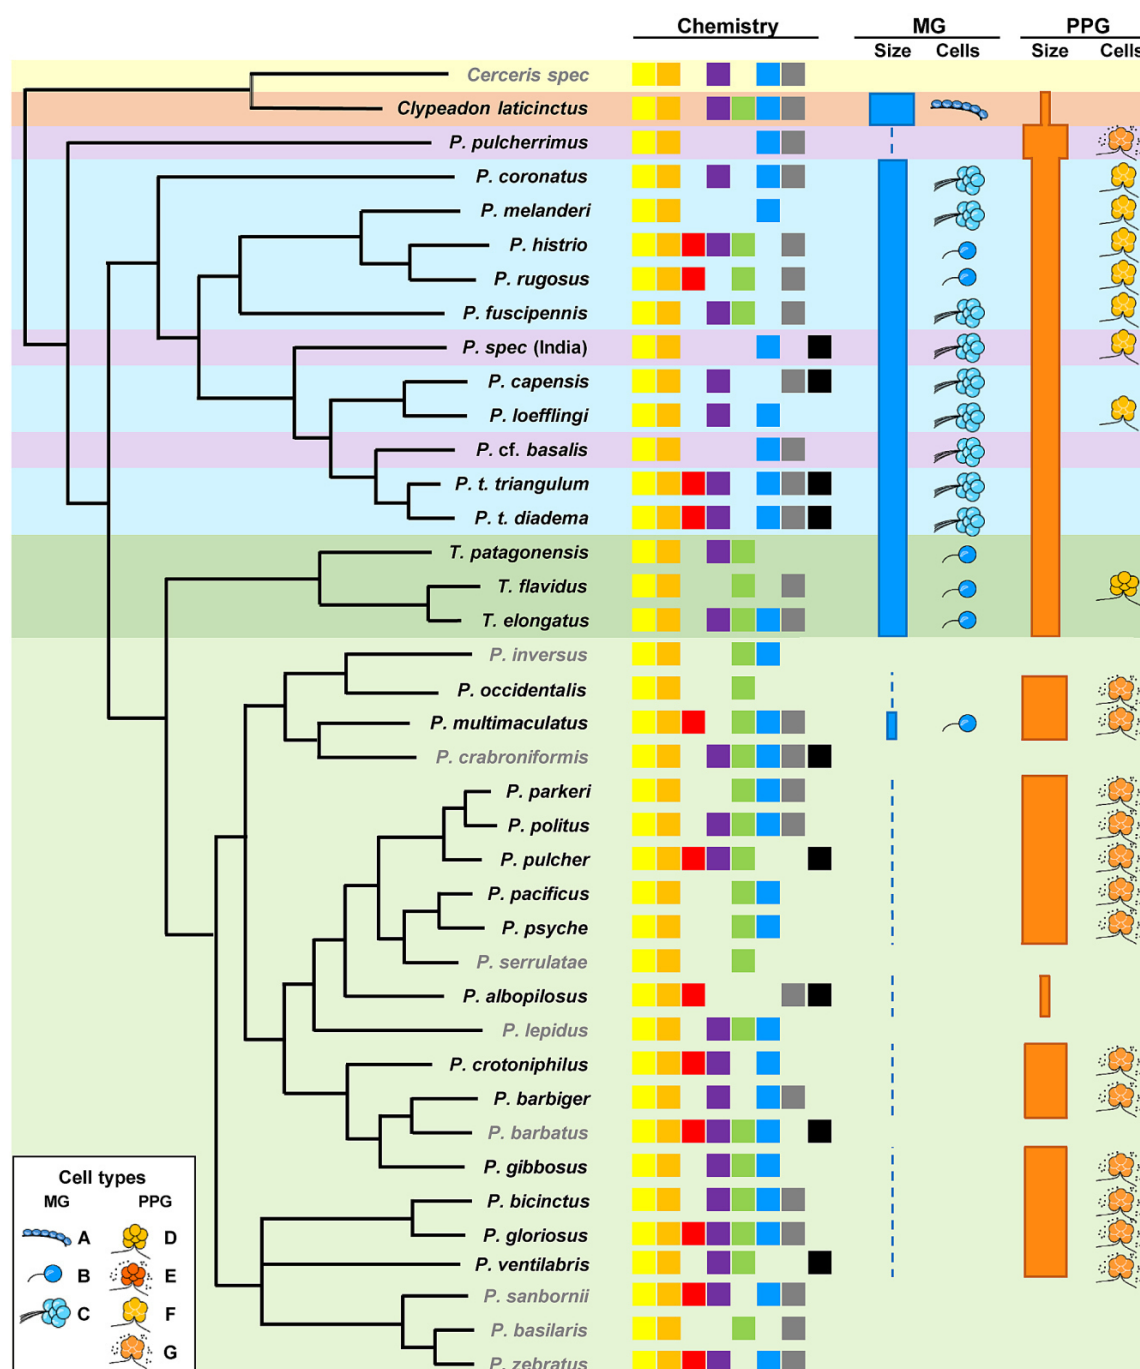 Chemistry MG PPG
Size Cells Size Cells
Cerceris spec
Clypeadon laticinctus
P. pulcherrimus
P. coronatus
P. melanderi
P. histrio
P. rugosus
P. fuscipennis
P. spec (India)
P. capensis
P. loefflingi
P. cf. basalis
P. t. triangulum
P. t. diadema
T. patagonensis
T. flavidus
T. elongatus
P. inversus
P. occidentalis
P. multimaculatus
P. crabroniformis
P. parkeri
P. politus
P. pulcher
P. pacificus
P. psyche
P. serrulatae
P. albopilosus
P. lepidus
P. crotoniphilus
P. barbiger
P. barbatus
P. gibbosus
P. bicinctus
P. gloriosus
P. ventilabris
P. sanbornii
P. basilaris
P. zebratus
Cell types
MG PPG
A D
B E
C F
G